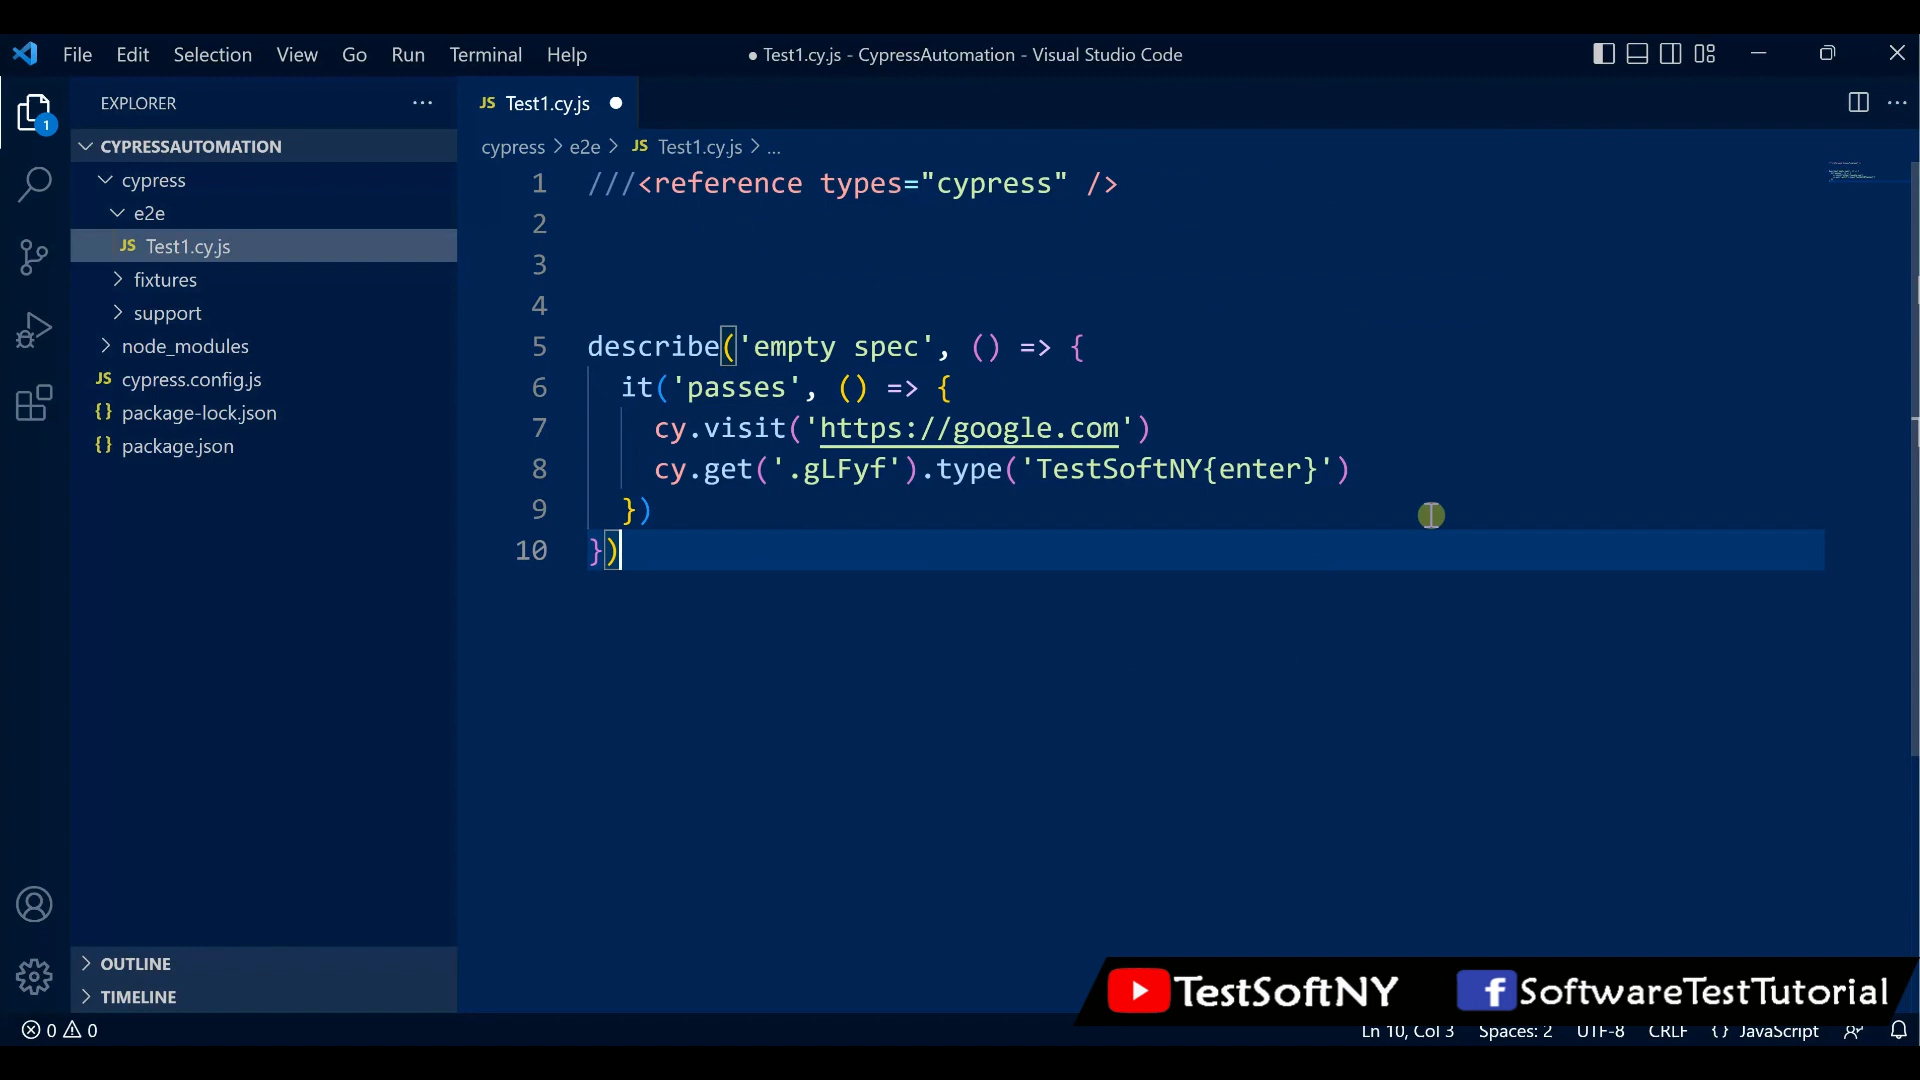 File Edit Selection View Go Run Terminal Help
● Test1.cy.js - CypressAutomation - Visual Studio Code
EXPLORER ...
JS Test1.cy.js ●
1
CYPRESSAUTOMATION
cypress > e2e > JS Test1.cy.js > ...
cypress
e2e
JS Test1.cy.js
fixtures
support
node_modules
JS cypress.config.js
{} package-lock.json
{} package.json
1 ///<reference types="cypress" />
2
3
4
5 describe('empty spec', () => {
6 it('passes', () => {
7 cy.visit('https://google.com')
8 cy.get('.gLFyf').type('TestSoftNY{enter}')
9 })
10 })
OUTLINE
TIMELINE
TestSoftNY f SoftwareTestTutorial
0 0
Ln 10, Col 3 Spaces: 2 UTF-8 CRLF {} JavaScript